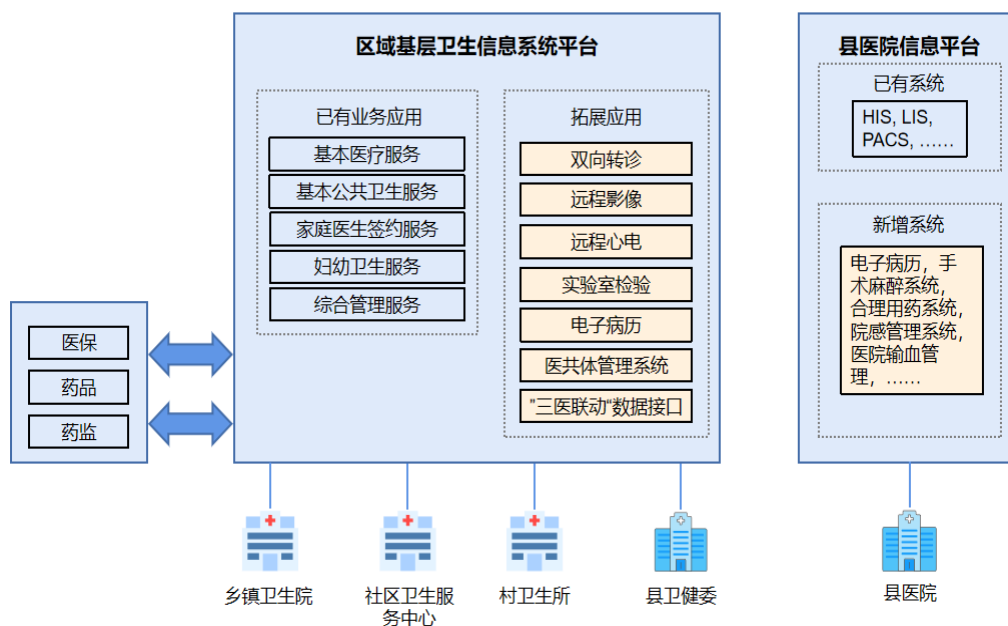 区域基层卫生信息系统平台
已有业务应用
基本医疗服务
基本公共卫生服务
家庭医生签约服务
妇幼卫生服务
综合管理服务
拓展应用
双向转诊
远程影像
远程心电
实验室检验
电子病历
医共体管理系统
"三医联动"数据接口
县医院信息平台
已有系统
HIS, LIS,
PACS, ……
新增系统
电子病历，手
术麻醉系统，
合理用药系统，
院感管理系统，
医院输血管
理，……
医保
药品
药监
乡镇卫生院
社区卫生服
务中心
村卫生所
县卫健委
县医院